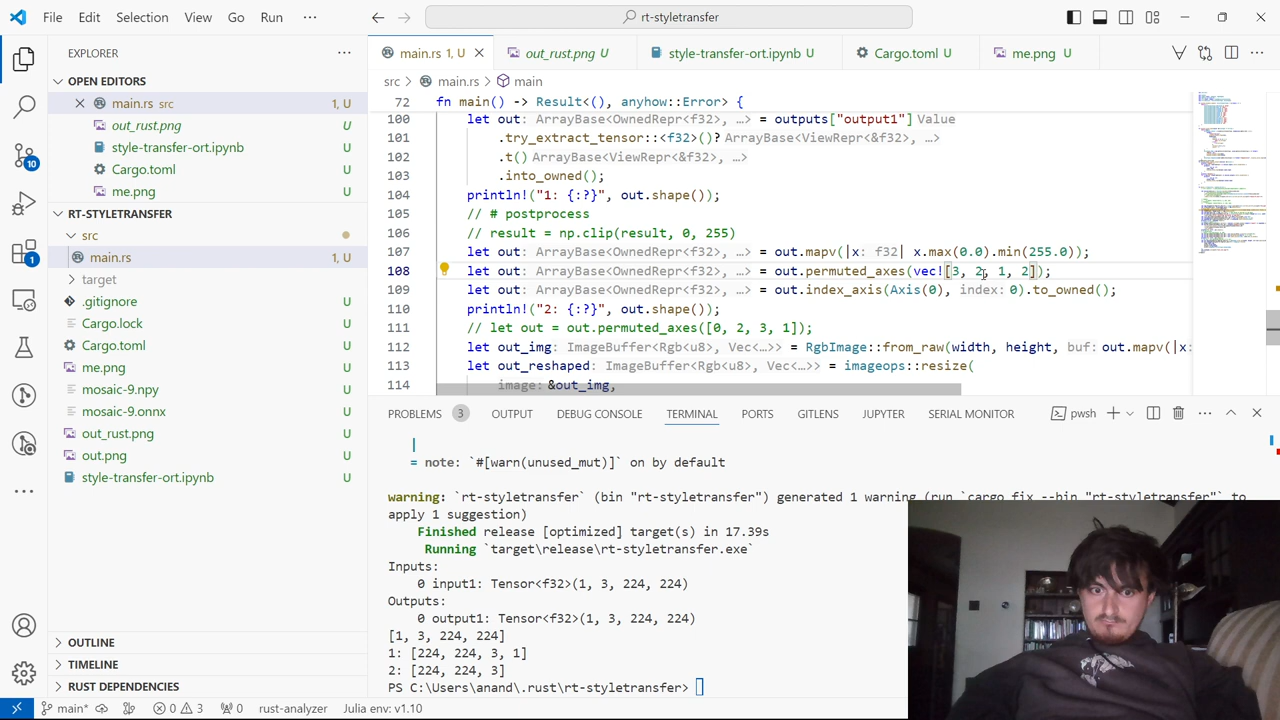 File Edit Selection View Go Run ··· rt-styletransfer
EXPLORER
OPEN EDITORS
main.rs src 1, U
out_rust.png U
style-transfer-ort.ipynb U
Cargo.toml U
me.png U
RT-STYLETRANSFER
main.rs U
target
.gitignore U
Cargo.lock U
Cargo.toml U
me.png U
mosaic-9.npy U
mosaic-9.onnx U
out_rust.png U
out.png U
style-transfer-ort.ipynb U
OUTLINE
TIMELINE
RUST DEPENDENCIES
10
1
main.rs 1, U out_rust.png U style-transfer-ort.ipynb U Cargo.toml U me.png U
src > main.rs > main
72 fn main() -> Result<(), anyhow::Error> {
100 let out: ArrayBase<OwnedRepr<f32>, …> = outputs["output1"] Value
101 xtract_tensor::<f32>()? ArrayBase<ViewRepr<&f32>, …>
102 ArrayBase<ViewRepr<&f32>, …>
103 owned();
104 println!("1: {:?}", out.shape());
105
106 255)
107 let out: ArrayBase<OwnedRepr<f32>, …> = mapv(|x: f32| x.max(0.0).min(255.0));
108 let out: ArrayBase<OwnedRepr<f32>, …> = out.permuted_axes(vec![3, 2, 1, 2]);
109 let out: ArrayBase<OwnedRepr<f32>, …> = out.index_axis(Axis(0), index: 0).to_owned();
110 println!("2: {:?}", out.shape());
111 // let out = out.permuted_axes([0, 2, 3, 1]);
112 let out_img: ImageBuffer<Rgb<u8>, Vec<…>> = RgbImage::from_raw(width, height, buf: out.mapv(|x:
113 let out_reshaped: ImageBuffer<Rgb<u8>, Vec<…>> = imageops::resize(
114 image: &out_img,
PROBLEMS 3 OUTPUT DEBUG CONSOLE TERMINAL PORTS GITLENS JUPYTER SERIAL MONITOR pwsh
|
= note: `#[warn(unused_mut)]` on by default
warning: `rt-styletransfer` (bin "rt-styletransfer") generated 1 warning (run `cargo fix --bin "rt-styletransfer"` to
apply 1 suggestion)
Finished release [optimized] target(s) in 17.39s
Running `target\release\rt-styletransfer.exe`
Inputs:
0 input1: Tensor<f32>(1, 3, 224, 224)
Outputs:
0 output1: Tensor<f32>(1, 3, 224, 224)
[1, 3, 224, 224]
1: [224, 224, 3, 1]
2: [224, 224, 3]
PS C:\Users\anand\.rust\rt-styletransfer>
main* 0 3 0 rust-analyzer Julia env: v1.10